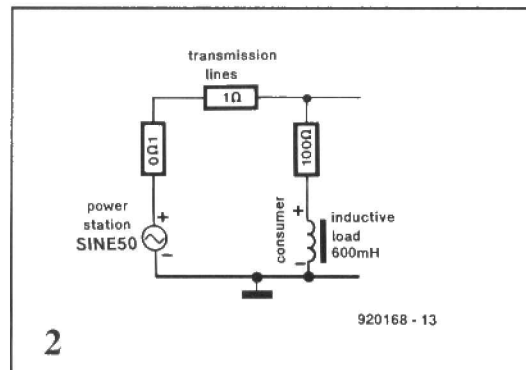 transmission
lines
1Ω
0Ω1
100Ω
power
station
SINE50
+
-
consumer
+
-
inductive
load
600mH
920168 - 13
2